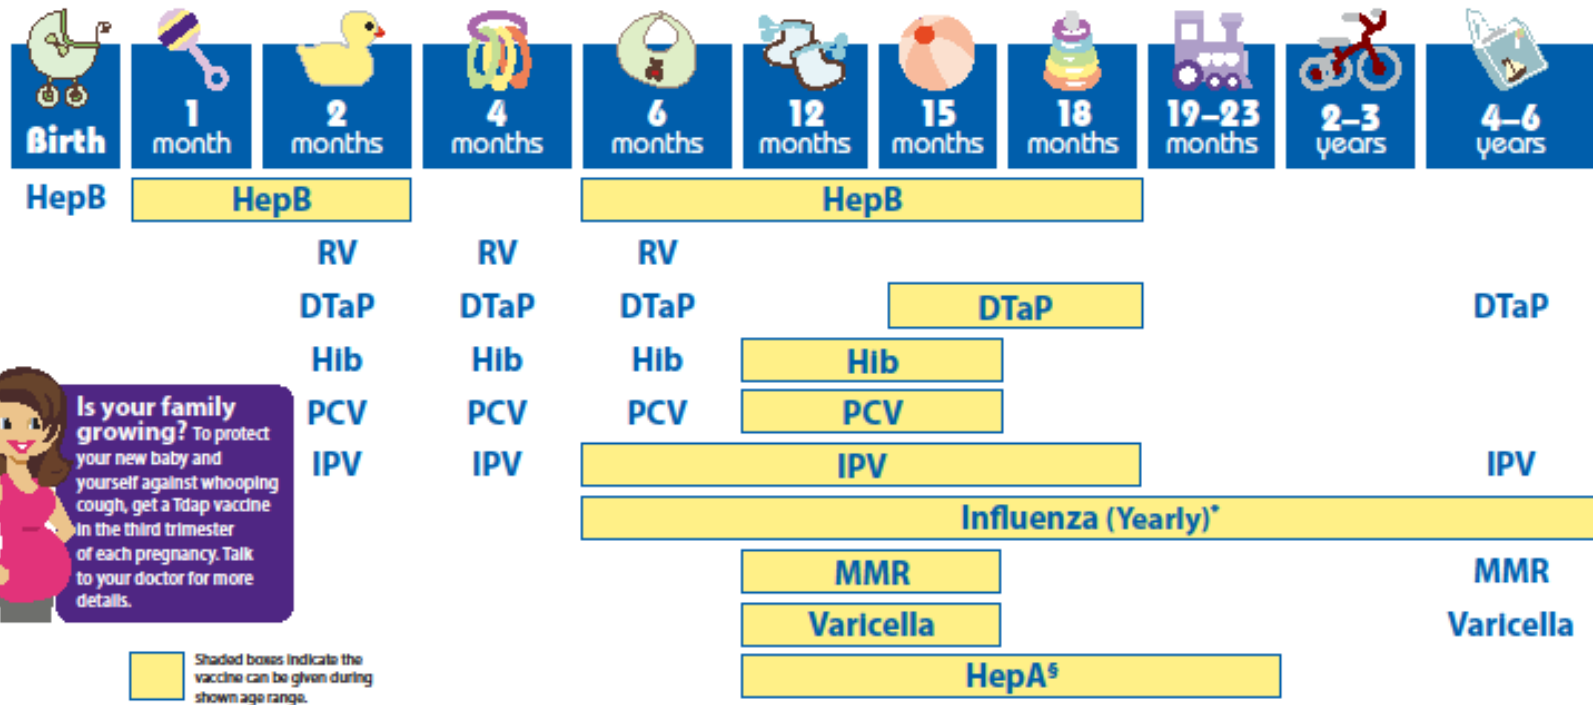 Birth
1
month
2
months
4
months
6
months
12
months
15
months
18
months
19–23
months
2–3
years
4–6
years
HepB HepB HepB
RV RV RV
DTaP DTaP DTaP DTaP DTaP
Hib Hib Hib Hib
PCV PCV PCV PCV
IPV IPV IPV IPV
Influenza (Yearly)*
MMR MMR
Varicella Varicella
HepA§
Is your family
growing? To protect
your new baby and
yourself against whooping
cough, get a Tdap vaccine
in the third trimester
of each pregnancy. Talk
to your doctor for more
details.
Shaded boxes indicate the
vaccine can be given during
shown age range.